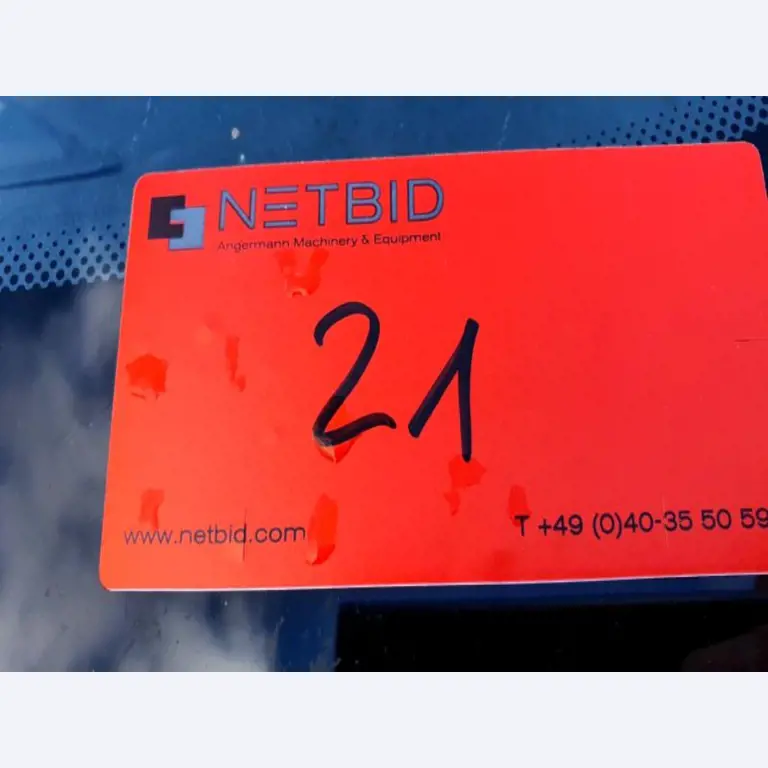 NETBID
Angermann Machinery & Equipment
21
www.netbid.com
T +49 (0)40-35 50 59